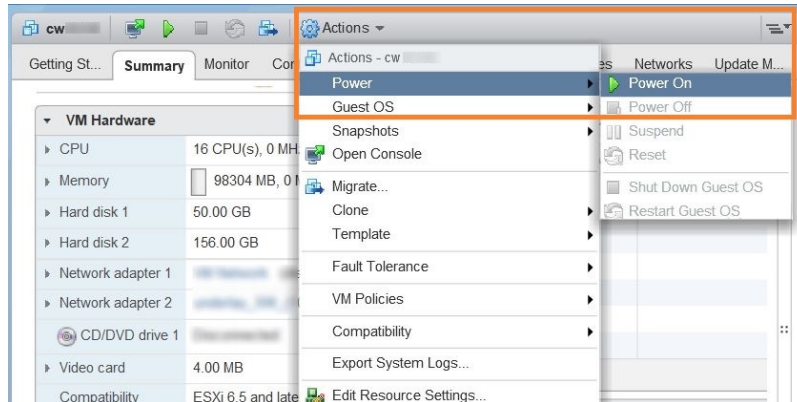 cw
Actions
Getting St...
Summary
Monitor
Networks
Update M...
Actions - cw
Power
Guest OS
Snapshots
Open Console
Migrate...
Clone
Template
Fault Tolerance
VM Policies
Compatibility
Export System Logs...
Edit Resource Settings...
Power On
Power Off
Suspend
Reset
Shut Down Guest OS
Restart Guest OS
VM Hardware
CPU
16 CPU(s), 0 MH
Memory
98304 MB, 0
Hard disk 1
50.00 GB
Hard disk 2
156.00 GB
Network adapter 1
Network adapter 2
CD/DVD drive 1
Video card
4.00 MB
Compatibility
ESXi 6.5 and late